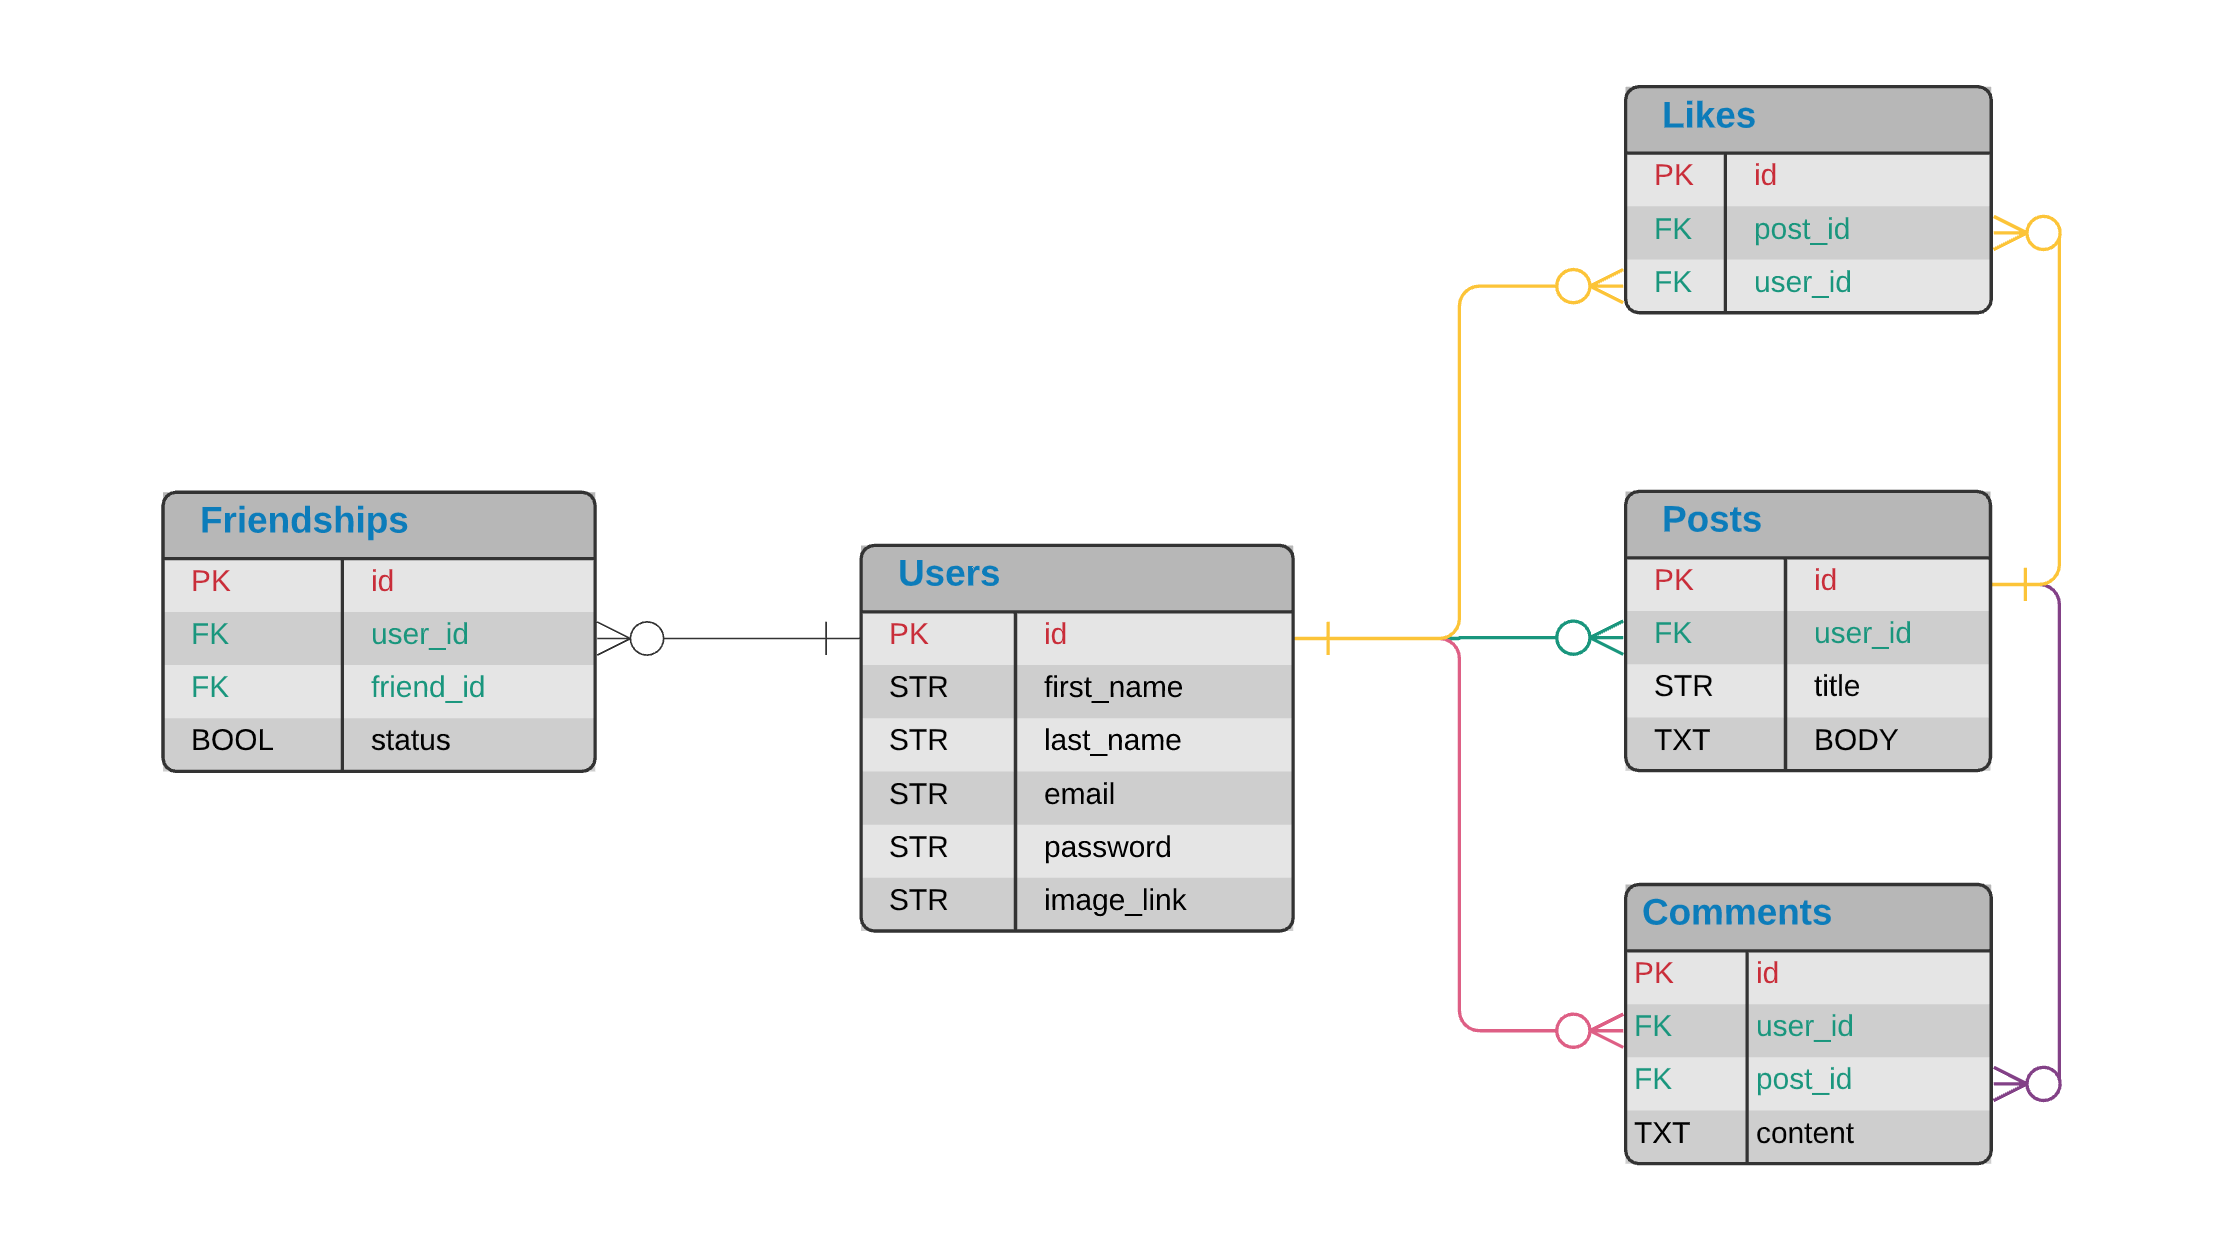 Likes
PK id
FK post_id
FK user_id
Friendships
PK id
FK user_id
FK friend_id
BOOL status
Users
PK id
STR first_name
STR last_name
STR email
STR password
STR image_link
Posts
PK id
FK user_id
STR title
TXT BODY
Comments
PK id
FK user_id
FK post_id
TXT content